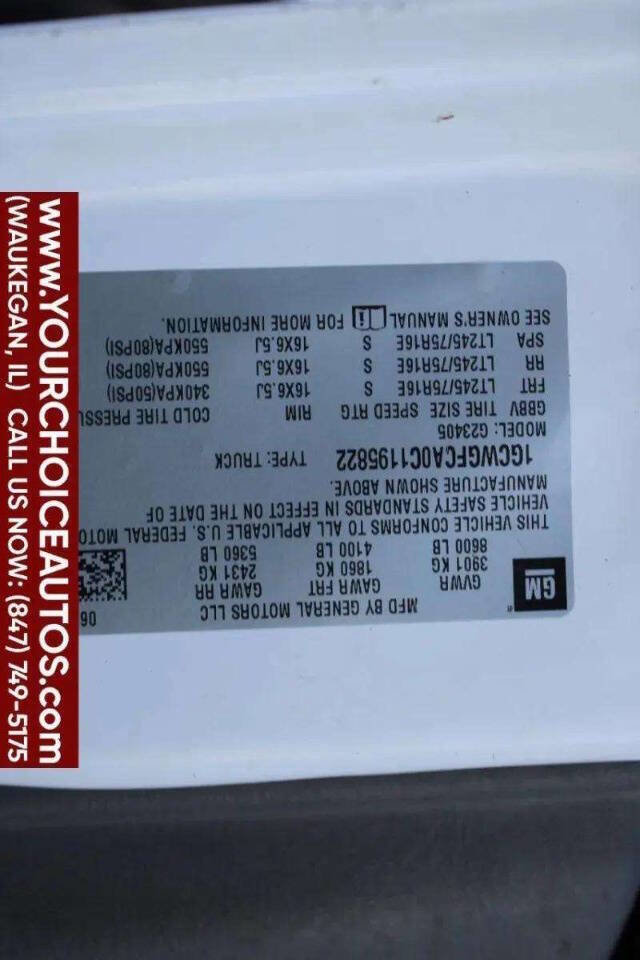 MFD BY GENERAL MOTORS LLC 06
GM
GVWR GAWR FRT GAWR RR
3901 KG 1860 KG 2431 KG
8600 LB 4100 LB 5360 LB
THIS VEHICLE CONFORMS TO ALL APPLICABLE U.S. FEDERAL MOTO
VEHICLE SAFETY STANDARDS IN EFFECT ON THE DATE OF
MANUFACTURE SHOWN ABOVE.
1GCWGFCA0C1195822 TYPE: TRUCK
MODEL: G23405
GBBV TIRE SIZE SPEED RTG RIM COLD TIRE PRESSU
FRT LT245/75R16E S 16X6.5J 340KPA(50PSI)
RR LT245/75R16E S 16X6.5J 550KPA(80PSI)
SPA LT245/75R16E S 16X6.5J 550KPA(80PSI)
SEE OWNER'S MANUAL FOR MORE INFORMATION.
www.YOURCHOICEAUTOS.com
(WAUKEGAN, IL) CALL US NOW: (847) 749-5175